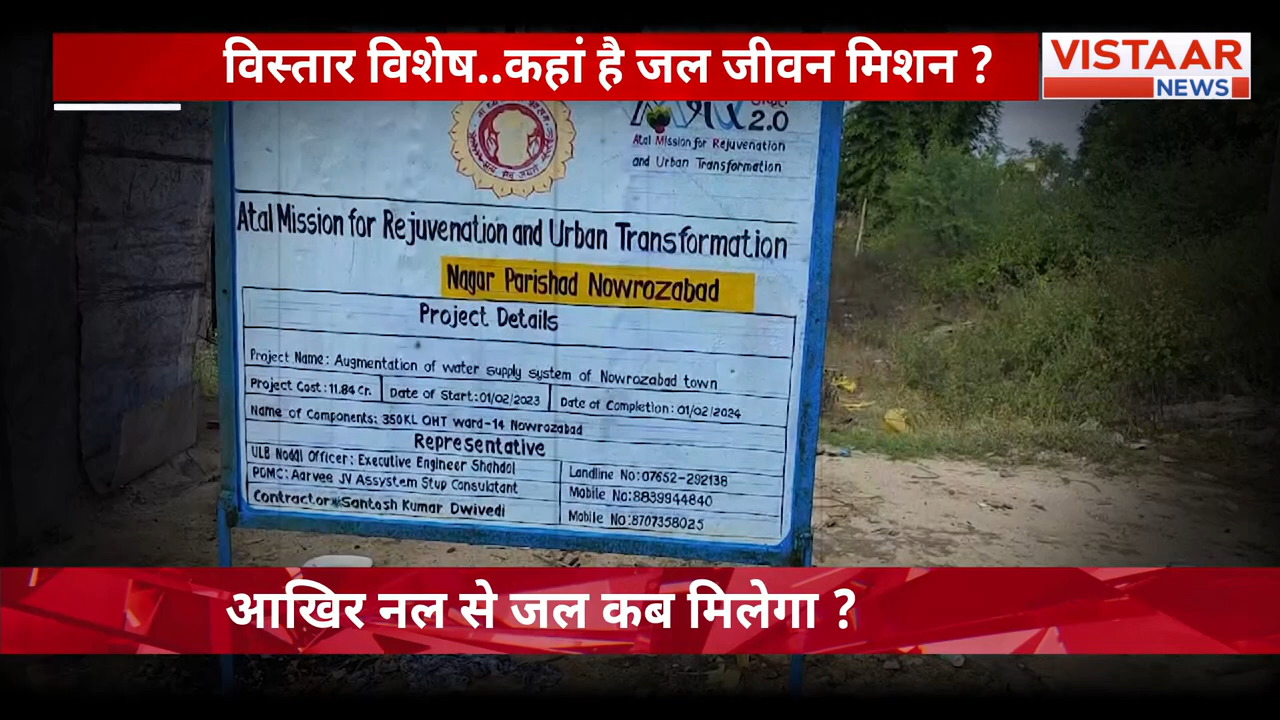 विस्तार विशेष..कहां है जल जीवन मिशन ?
VISTAAR
NEWS
2.0
Atal Mission for Rejuvenation
and Urban Transformation
Atal Mission for Rejuvenation and Urban Transformation
Nagar Parishad Nowrozabad
Project Details
Project Name: Augmentation of water supply system of Nowrozabad town
Project Cost: 11.84 Cr. Date of Start: 01/02/2023 Date of Completion: 01/02/2024
Name of Components: 350KL OHT ward-14 Nowrozabad
Representative
ULB Noddl Officer: Executive Engineer Shahdol Landline No: 07652-292138
PDMC: Aarvee JV Assystem Stup Consulatant Mobile No: 8839944840
Contractor: Santosh Kumar Dwivedi Mobile No: 8707358025
आखिर नल से जल कब मिलेगा ?